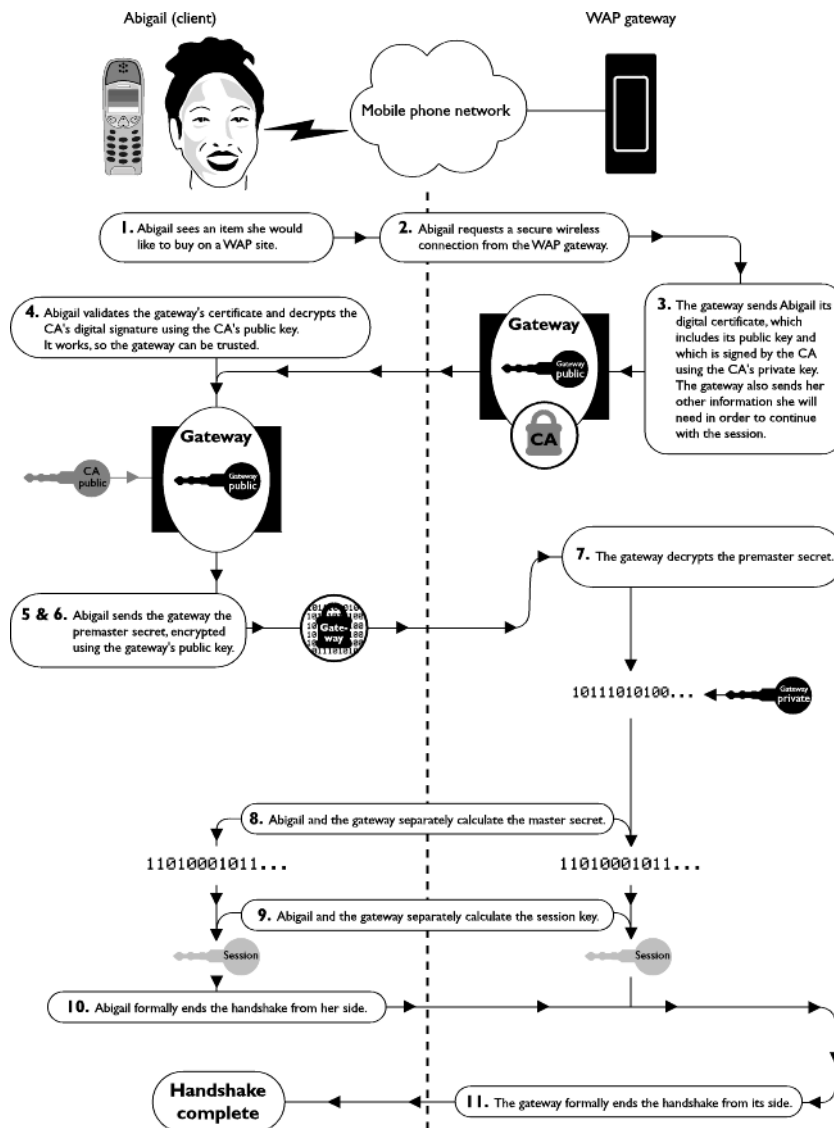 Abigail (client)
WAP gateway
Mobile phone network
1. Abigail sees an item she would
like to buy on a WAP site.
2. Abigail requests a secure wireless
connection from the WAP gateway.
3. The gateway sends Abigail its
digital certificate, which
includes its public key and
which is signed by the CA
using the CA's private key.
The gateway also sends her
other information she will
need in order to continue
with the session.
4. Abigail validates the gateway's certificate and decrypts the
CA's digital signature using the CA's public key.
It works, so the gateway can be trusted.
Gateway
Gateway
public
CA
Gateway
CA
public
Gateway
public
5 & 6. Abigail sends the gateway the
premaster secret, encrypted
using the gateway's public key.
Gate-
way
7. The gateway decrypts the premaster secret.
10111010100...
Gateway
private
8. Abigail and the gateway separately calculate the master secret.
11010001011...
11010001011...
9. Abigail and the gateway separately calculate the session key.
Session
Session
10. Abigail formally ends the handshake from her side.
11. The gateway formally ends the handshake from its side.
Handshake
complete